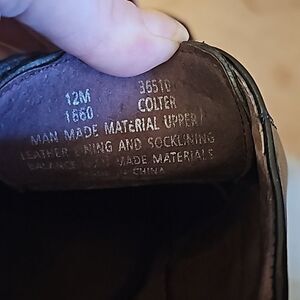 12M 36510
1660 COLTER
MAN MADE MATERIAL UPPER/
LEATHER LINING AND SOCKLINING
BALANCE MAN MADE MATERIALS
MADE IN CHINA